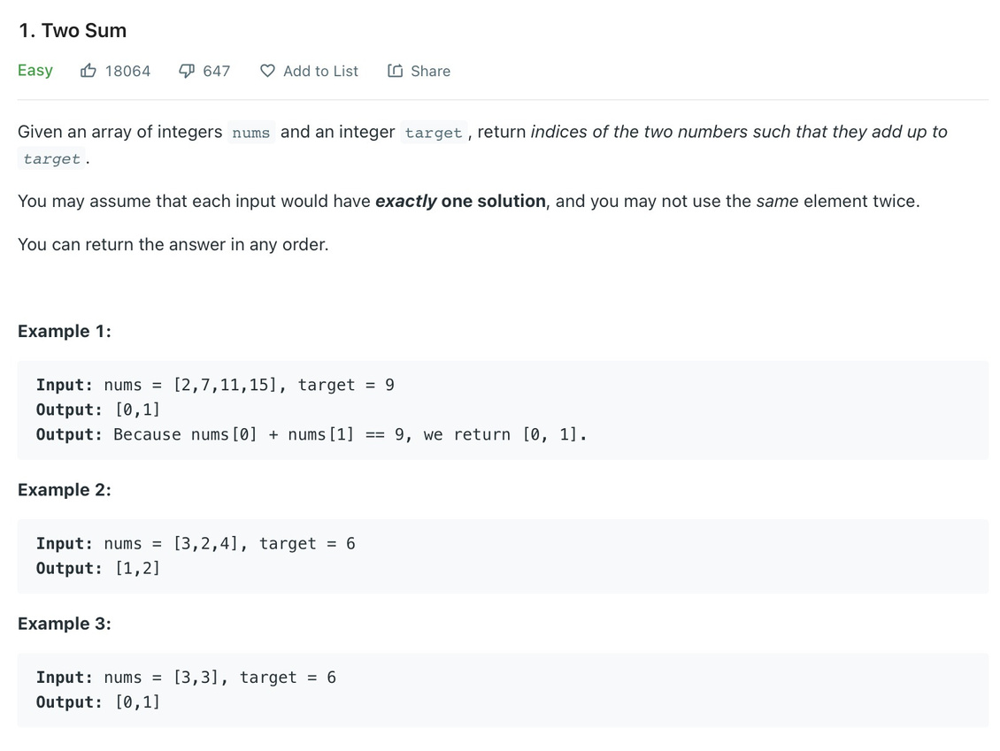 1. Two Sum
Easy 18064 647 Add to List Share
Given an array of integers nums and an integer target , return indices of the two numbers such that they add up to
target .
You may assume that each input would have exactly one solution, and you may not use the same element twice.
You can return the answer in any order.
Example 1:
Input: nums = [2,7,11,15], target = 9
Output: [0,1]
Output: Because nums[0] + nums[1] == 9, we return [0, 1].
Example 2:
Input: nums = [3,2,4], target = 6
Output: [1,2]
Example 3:
Input: nums = [3,3], target = 6
Output: [0,1]